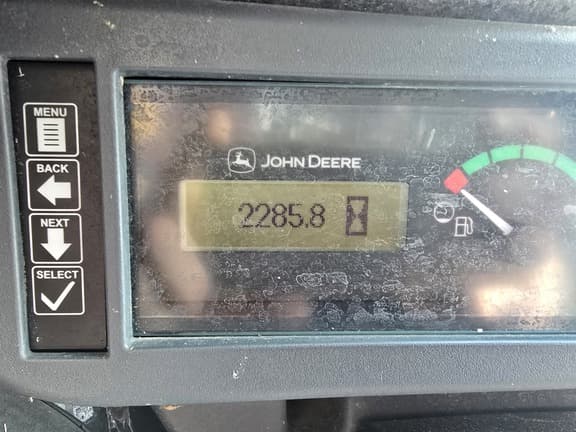 MENU
BACK
NEXT
SELECT
JOHN DEERE
2285.8